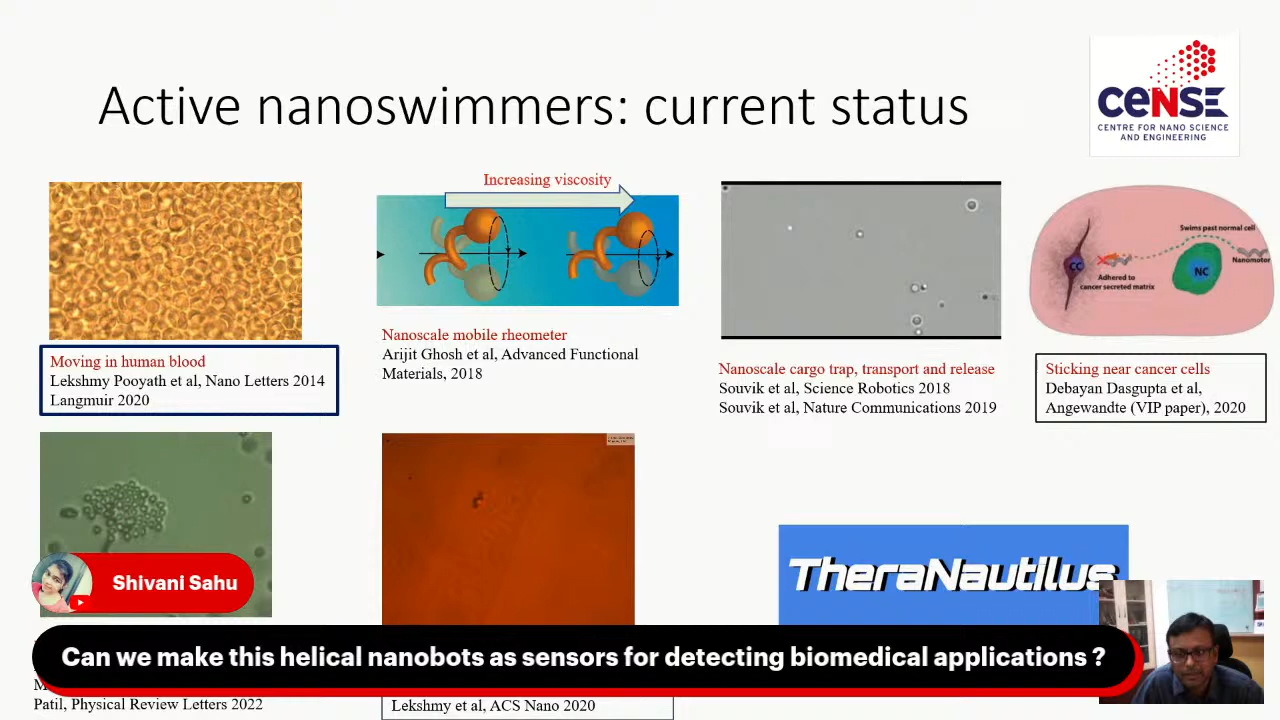 Active nanoswimmers: current status
CeNSE
CENTRE FOR NANO SCIENCE
AND ENGINEERING
Increasing viscosity
Moving in human blood
Lekshmy Pooyath et al, Nano Letters 2014
Langmuir 2020
Nanoscale mobile rheometer
Arijit Ghosh et al, Advanced Functional
Materials, 2018
Nanoscale cargo trap, transport and release
Souvik et al, Science Robotics 2018
Souvik et al, Nature Communications 2019
Swims past normal cell
CC
NC
Nanomotor
Adhered to
cancer secreted matrix
Sticking near cancer cells
Debayan Dasgupta et al,
Angewandte (VIP paper), 2020
TheraNautilus
Shivani Sahu
Can we make this helical nanobots as sensors for detecting biomedical applications ?
Patil, Physical Review Letters 2022
Lekshmy et al, ACS Nano 2020